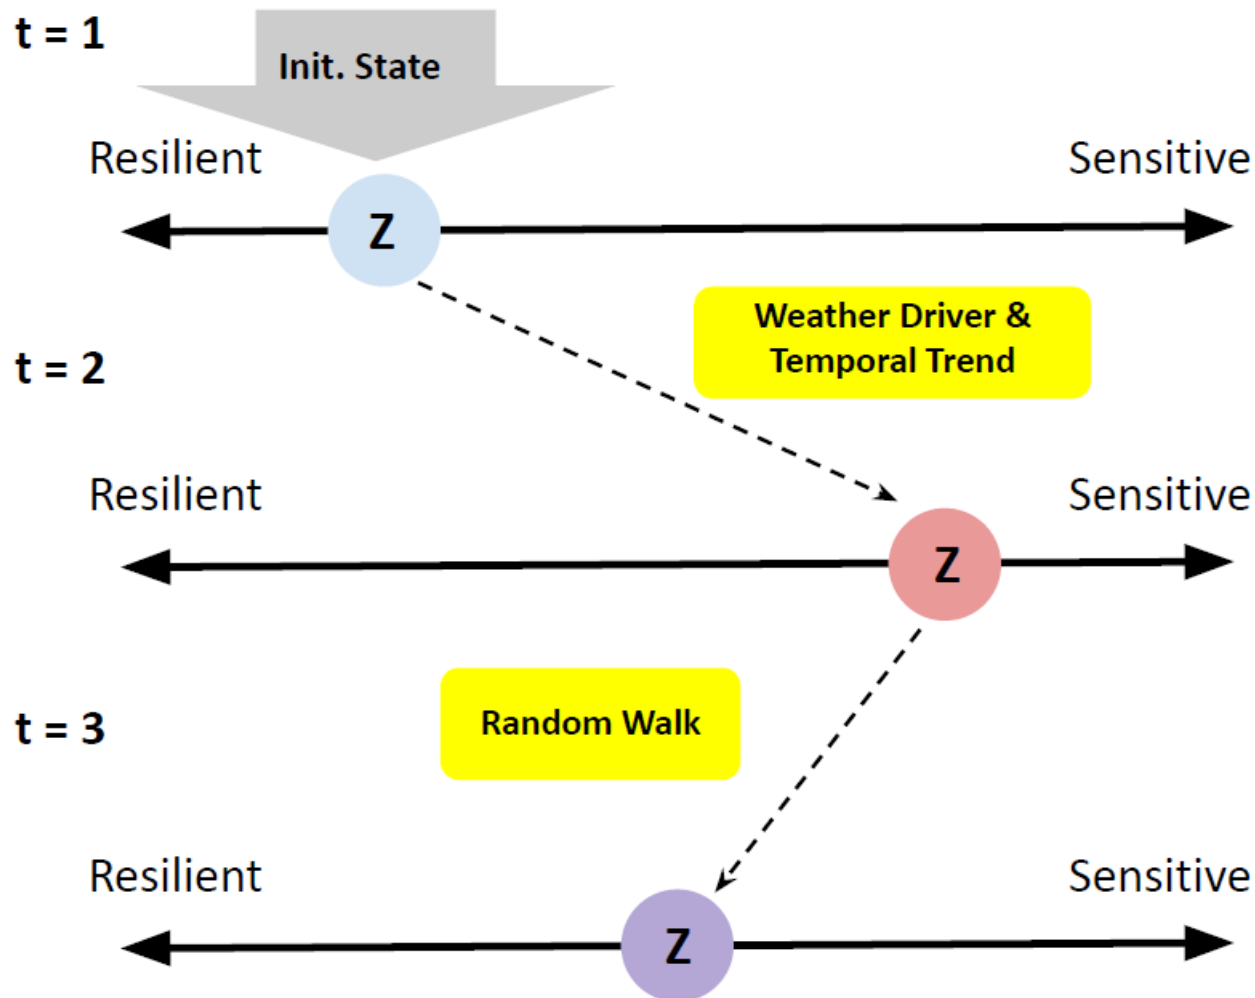 t = 1
Init. State
Resilient
Sensitive
Z
Weather Driver &
Temporal Trend
t = 2
Resilient
Sensitive
Z
Random Walk
t = 3
Resilient
Sensitive
Z